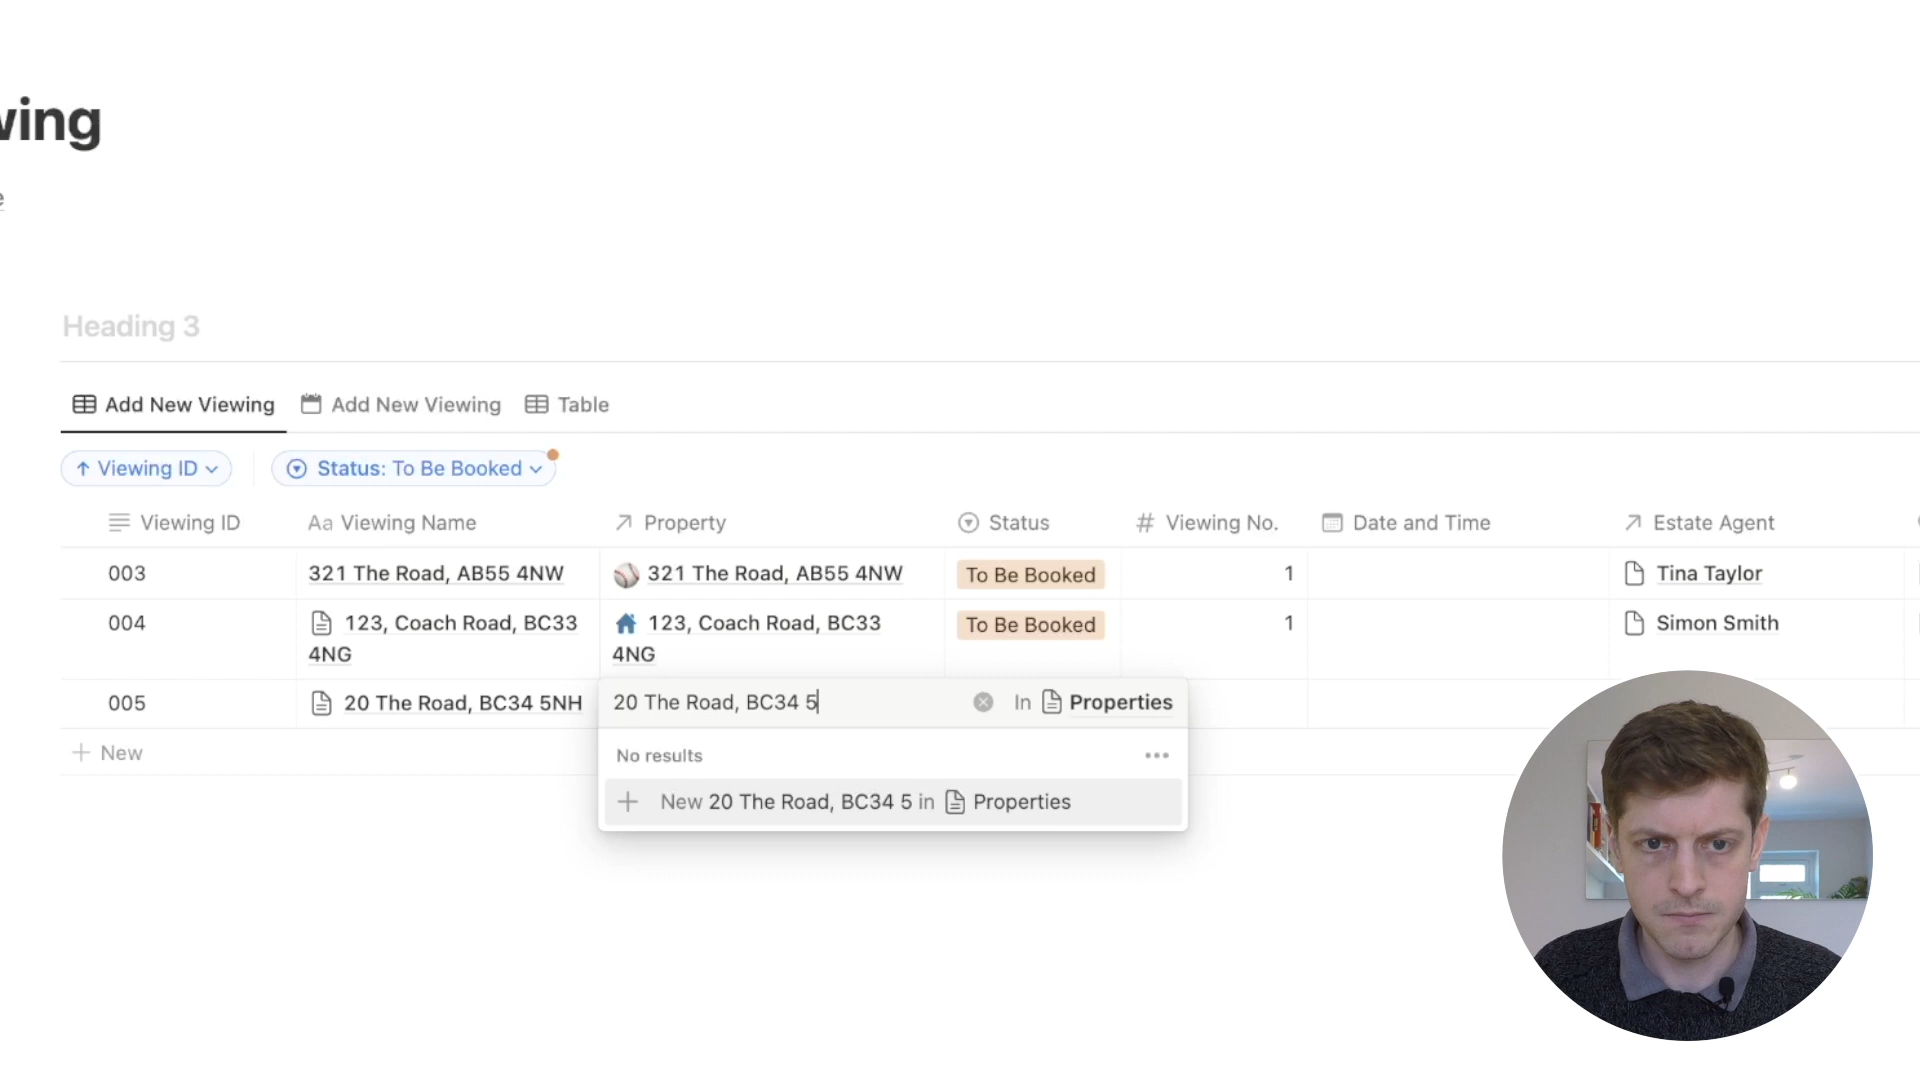 wing
e
Heading 3
Add New Viewing Add New Viewing Table
Viewing ID Status: To Be Booked
Viewing ID Aa Viewing Name Property Status # Viewing No. Date and Time Estate Agent
003 321 The Road, AB55 4NW 321 The Road, AB55 4NW To Be Booked 1 Tina Taylor
004 123, Coach Road, BC33 123, Coach Road, BC33 To Be Booked 1 Simon Smith
4NG 4NG
005 20 The Road, BC34 5NH 20 The Road, BC34 5 In Properties
+ New No results
+ New 20 The Road, BC34 5 in Properties